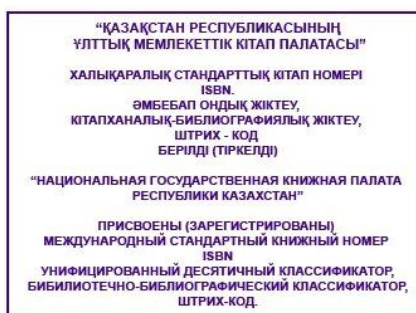 “ҚАЗАҚСТАН РЕСПУБЛИКАСЫНЫҢ
ҰЛТТЫҚ МЕМЛЕКЕТТІК КІТАП ПАЛАТАСЫ”
ХАЛЫҚАРАЛЫҚ СТАНДАРТТЫҚ КІТАП НОМЕРІ
ISBN.
ӘМБЕБАП ОНДЫҚ ЖІКТЕУ,
КІТАПХАНАЛЫҚ-БИБЛИОГРАФИЯЛЫҚ ЖІКТЕУ,
ШТРИХ - КОД
БЕРІЛДІ (ТІРКЕЛДІ)
“НАЦИОНАЛЬНАЯ ГОСУДАРСТВЕННАЯ КНИЖНАЯ ПАЛАТА
РЕСПУБЛИКИ КАЗАХСТАН”
ПРИСВОЕНЫ (ЗАРЕГИСТРИРОВАНЫ)
МЕЖДУНАРОДНЫЙ СТАНДАРТНЫЙ КНИЖНЫЙ НОМЕР
ISBN
УНИФИЦИРОВАННЫЙ ДЕСЯТИЧНЫЙ КЛАССИФИКАТОР,
БИБИЛИОТЕЧНО-БИБЛИОГРАФИЧЕСКИЙ КЛАССИФИКАТОР,
ШТРИХ-КОД.